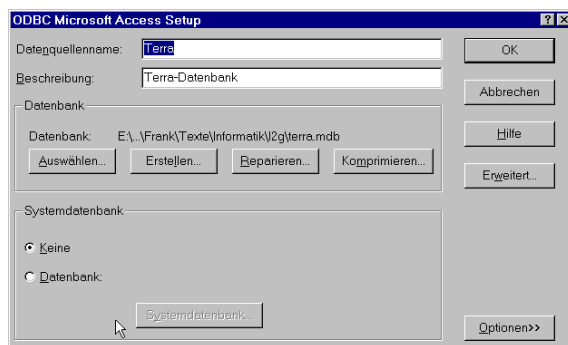 ODBC Microsoft Access Setup
Datenquellenname: Terra OK
Beschreibung: Terra-Datenbank
Abbrechen
Datenbank
Datenbank: E:\...\Frank\Texte\Informatik\I2g\terra.mdb
Hilfe
Auswählen... Erstellen... Reparieren... Komprimieren...
Erweitert...
Systemdatenbank
Keine
Datenbank:
Systemdatenbank...
Optionen>>